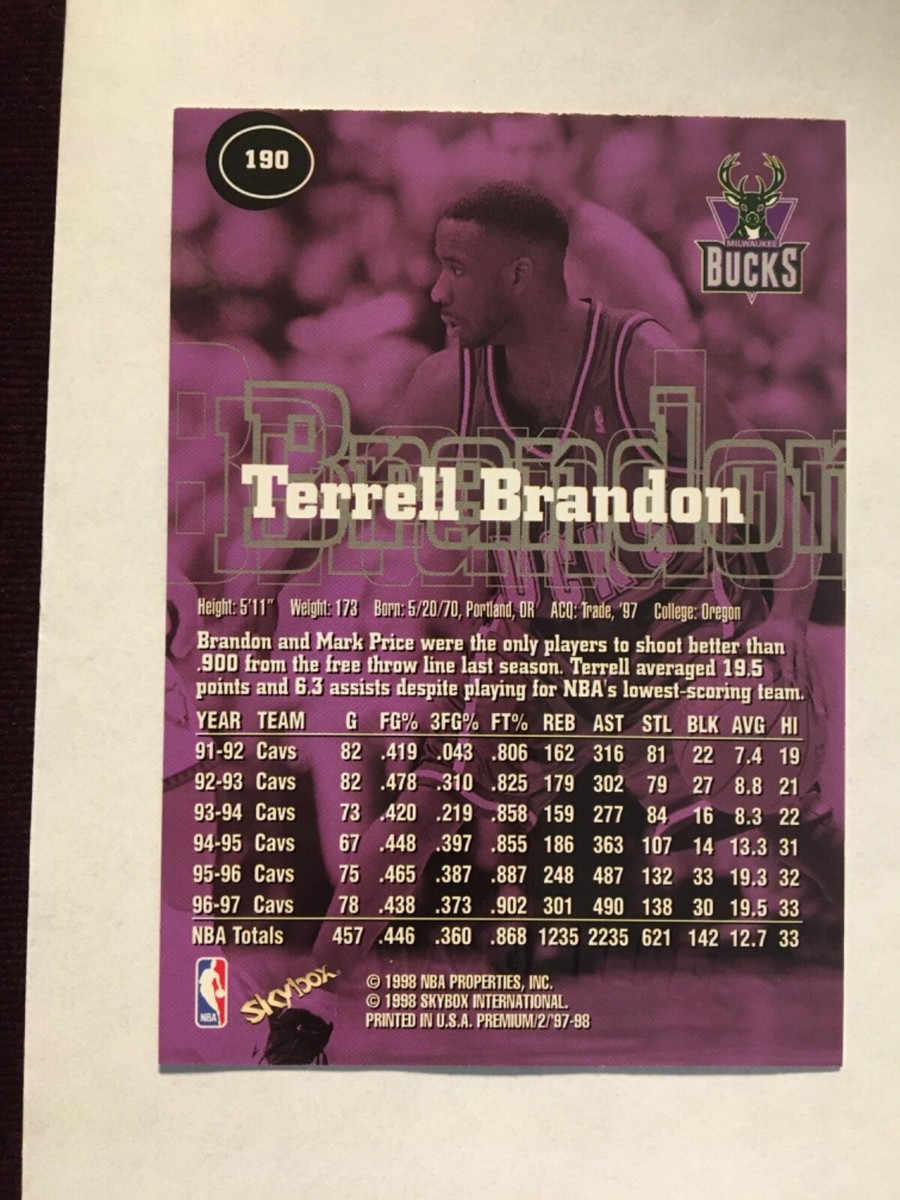 190
MILWAUKEE
BUCKS
Brandon
Terrell Brandon
BUCKS
Height: 5'11" Weight: 173 Born: 5/20/70, Portland, OR ACQ: Trade, '97 College: Oregon
Brandon and Mark Price were the only players to shoot better than
.900 from the free throw line last season. Terrell averaged 19.5
points and 6.3 assists despite playing for NBA's lowest-scoring team.
YEAR TEAM G FG% 3FG% FT% REB AST STL BLK AVG HI
91-92 Cavs 82 .419 .043 .806 162 316 81 22 7.4 19
92-93 Cavs 82 .478 .310 .825 179 302 79 27 8.8 21
93-94 Cavs 73 .420 .219 .858 159 277 84 16 8.3 22
94-95 Cavs 67 .448 .397 .855 186 363 107 14 13.3 31
95-96 Cavs 75 .465 .387 .887 248 487 132 33 19.3 32
96-97 Cavs 78 .438 .373 .902 301 490 138 30 19.5 33
NBA Totals 457 .446 .360 .868 1235 2235 621 142 12.7 33
NBA
Skybox
© 1998 NBA PROPERTIES, INC.
© 1998 SKYBOX INTERNATIONAL.
PRINTED IN U.S.A. PREMIUM/2/'97-98